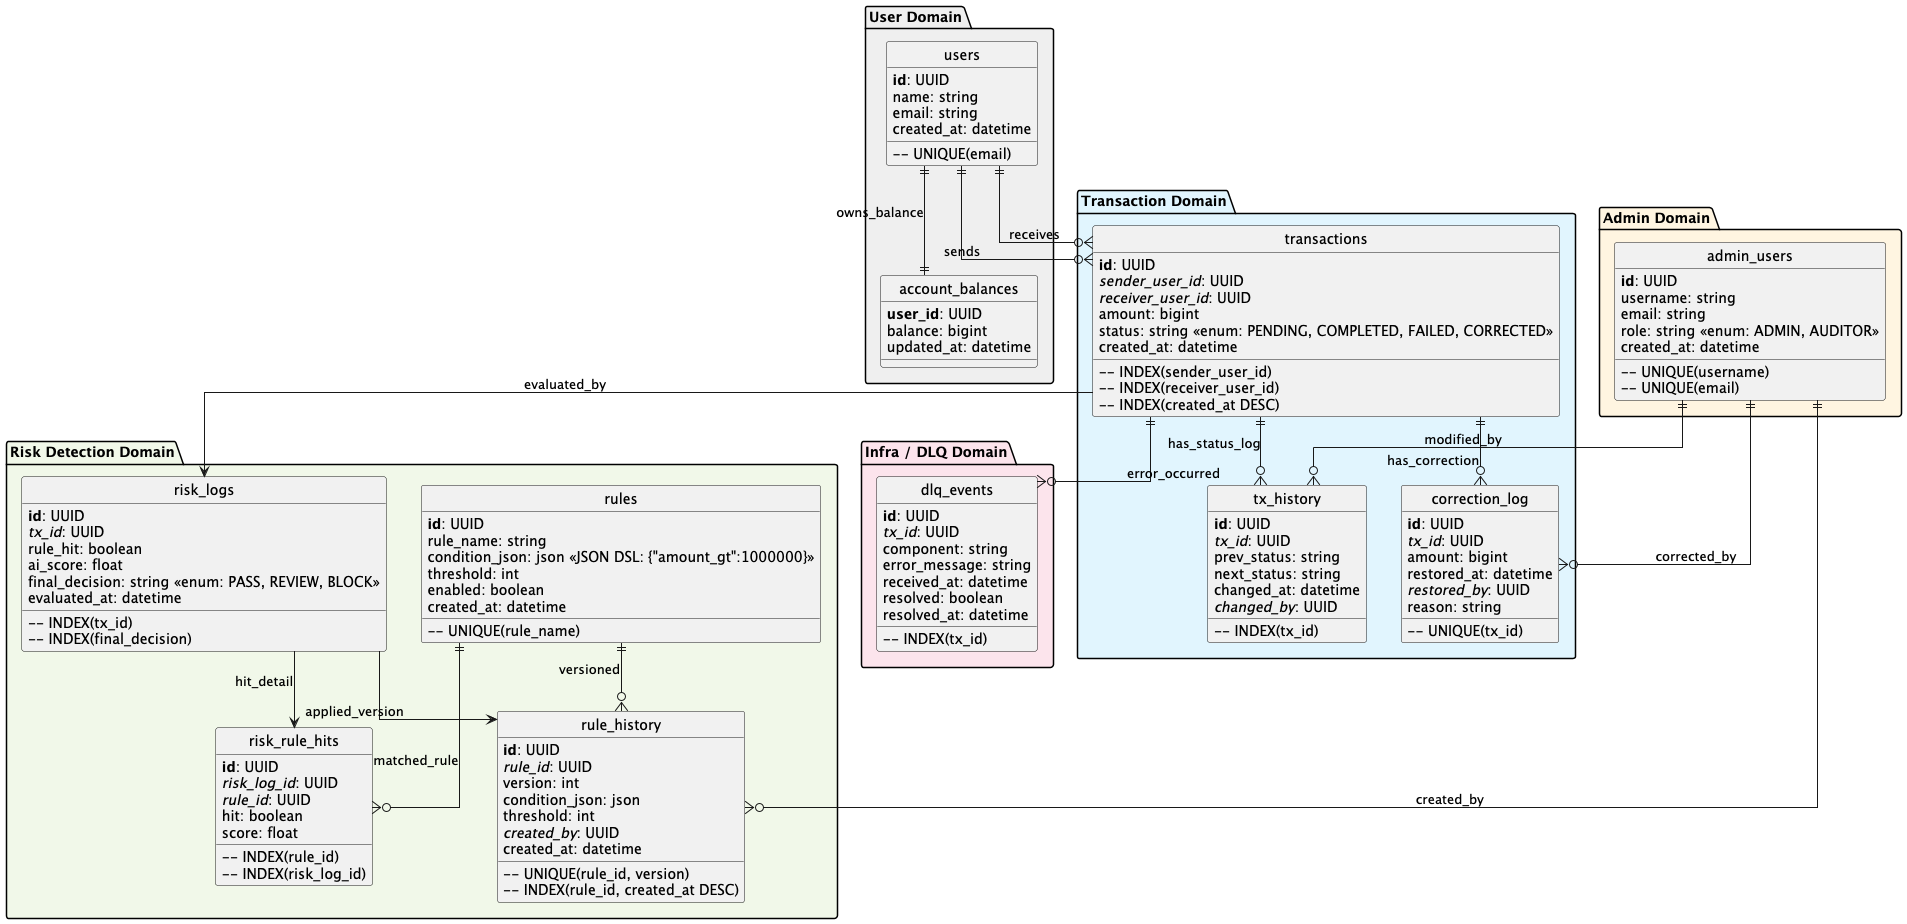 User Domain
users
id: UUID
name: string
email: string
created_at: datetime
-- UNIQUE(email)
owns_balance
receives
sends
account_balances
user_id: UUID
balance: bigint
updated_at: datetime
Transaction Domain
transactions
id: UUID
sender_user_id: UUID
receiver_user_id: UUID
amount: bigint
status: string «enum: PENDING, COMPLETED, FAILED, CORRECTED»
created_at: datetime
-- INDEX(sender_user_id)
-- INDEX(receiver_user_id)
-- INDEX(created_at DESC)
Admin Domain
admin_users
id: UUID
username: string
email: string
role: string «enum: ADMIN, AUDITOR»
created_at: datetime
-- UNIQUE(username)
-- UNIQUE(email)
evaluated_by
has_status_log
modified_by
has_correction
error_occurred
Risk Detection Domain
risk_logs
id: UUID
tx_id: UUID
rule_hit: boolean
ai_score: float
final_decision: string «enum: PASS, REVIEW, BLOCK»
evaluated_at: datetime
-- INDEX(tx_id)
-- INDEX(final_decision)
rules
id: UUID
rule_name: string
condition_json: json «JSON DSL: {"amount_gt":1000000}»
threshold: int
enabled: boolean
created_at: datetime
-- UNIQUE(rule_name)
Infra / DLQ Domain
dlq_events
id: UUID
tx_id: UUID
component: string
error_message: string
received_at: datetime
resolved: boolean
resolved_at: datetime
-- INDEX(tx_id)
tx_history
id: UUID
tx_id: UUID
prev_status: string
next_status: string
changed_at: datetime
changed_by: UUID
-- INDEX(tx_id)
correction_log
id: UUID
tx_id: UUID
amount: bigint
restored_at: datetime
restored_by: UUID
reason: string
-- UNIQUE(tx_id)
corrected_by
hit_detail
versioned
applied_version
matched_rule
risk_rule_hits
id: UUID
risk_log_id: UUID
rule_id: UUID
hit: boolean
score: float
-- INDEX(rule_id)
-- INDEX(risk_log_id)
rule_history
id: UUID
rule_id: UUID
version: int
condition_json: json
threshold: int
created_by: UUID
created_at: datetime
-- UNIQUE(rule_id, version)
-- INDEX(rule_id, created_at DESC)
created_by